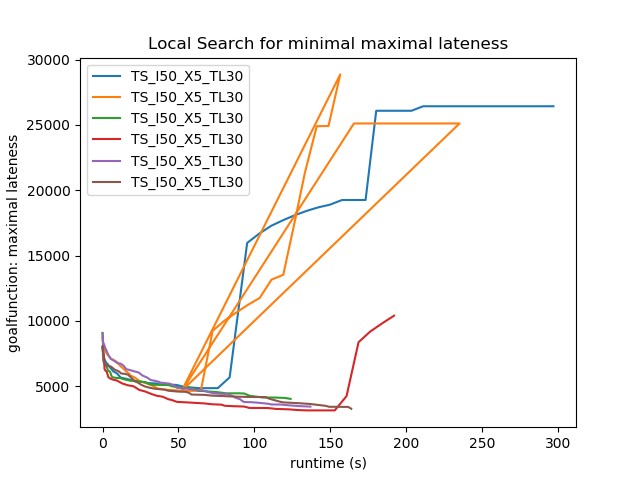 Local Search for minimal maximal lateness
30000
25000
20000
15000
10000
5000
goalfunction: maximal lateness
TS_I50_X5_TL30
TS_I50_X5_TL30
TS_I50_X5_TL30
TS_I50_X5_TL30
TS_I50_X5_TL30
TS_I50_X5_TL30
0 50 100 150 200 250 300
runtime (s)